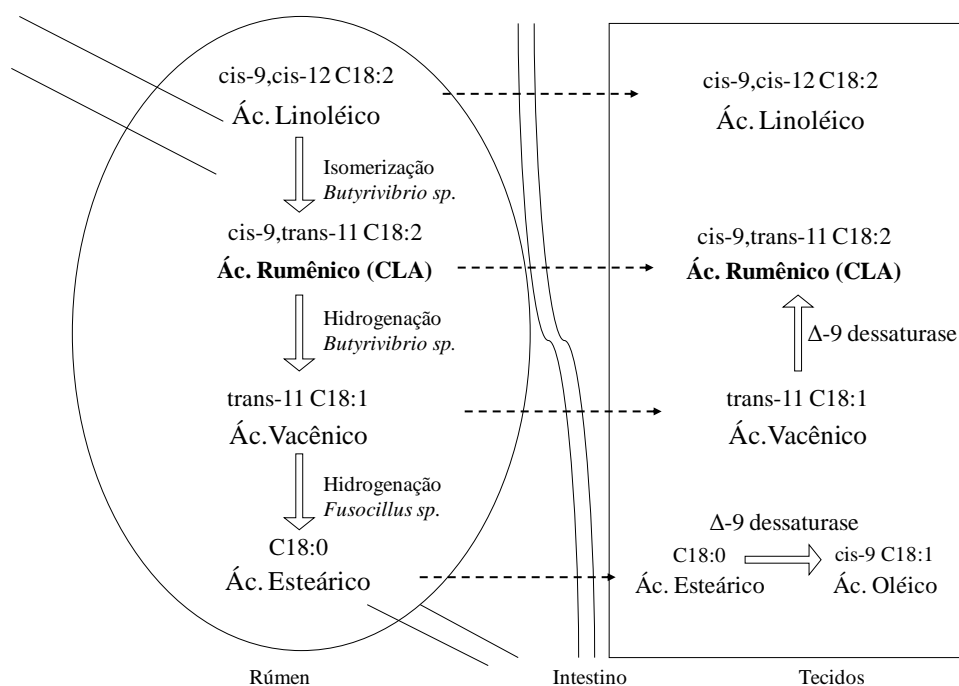 cis-9,cis-12 C18:2
Ác. Linoléico
Isomerização
Butyrivibrio sp.
cis-9,trans-11 C18:2
Ác. Rumênico (CLA)
Hidrogenação
Butyrivibrio sp.
trans-11 C18:1
Ác.Vacênico
Hidrogenação
Fusocillus sp.
C18:0
Ác. Esteárico
Rúmen
Intestino
cis-9,cis-12 C18:2
Ác. Linoléico
cis-9,trans-11 C18:2
Ác. Rumênico (CLA)
Δ-9 dessaturase
trans-11 C18:1
Ác.Vacênico
Δ-9 dessaturase
C18:0
Ác. Esteárico
cis-9 C18:1
Ác. Oléico
Tecidos